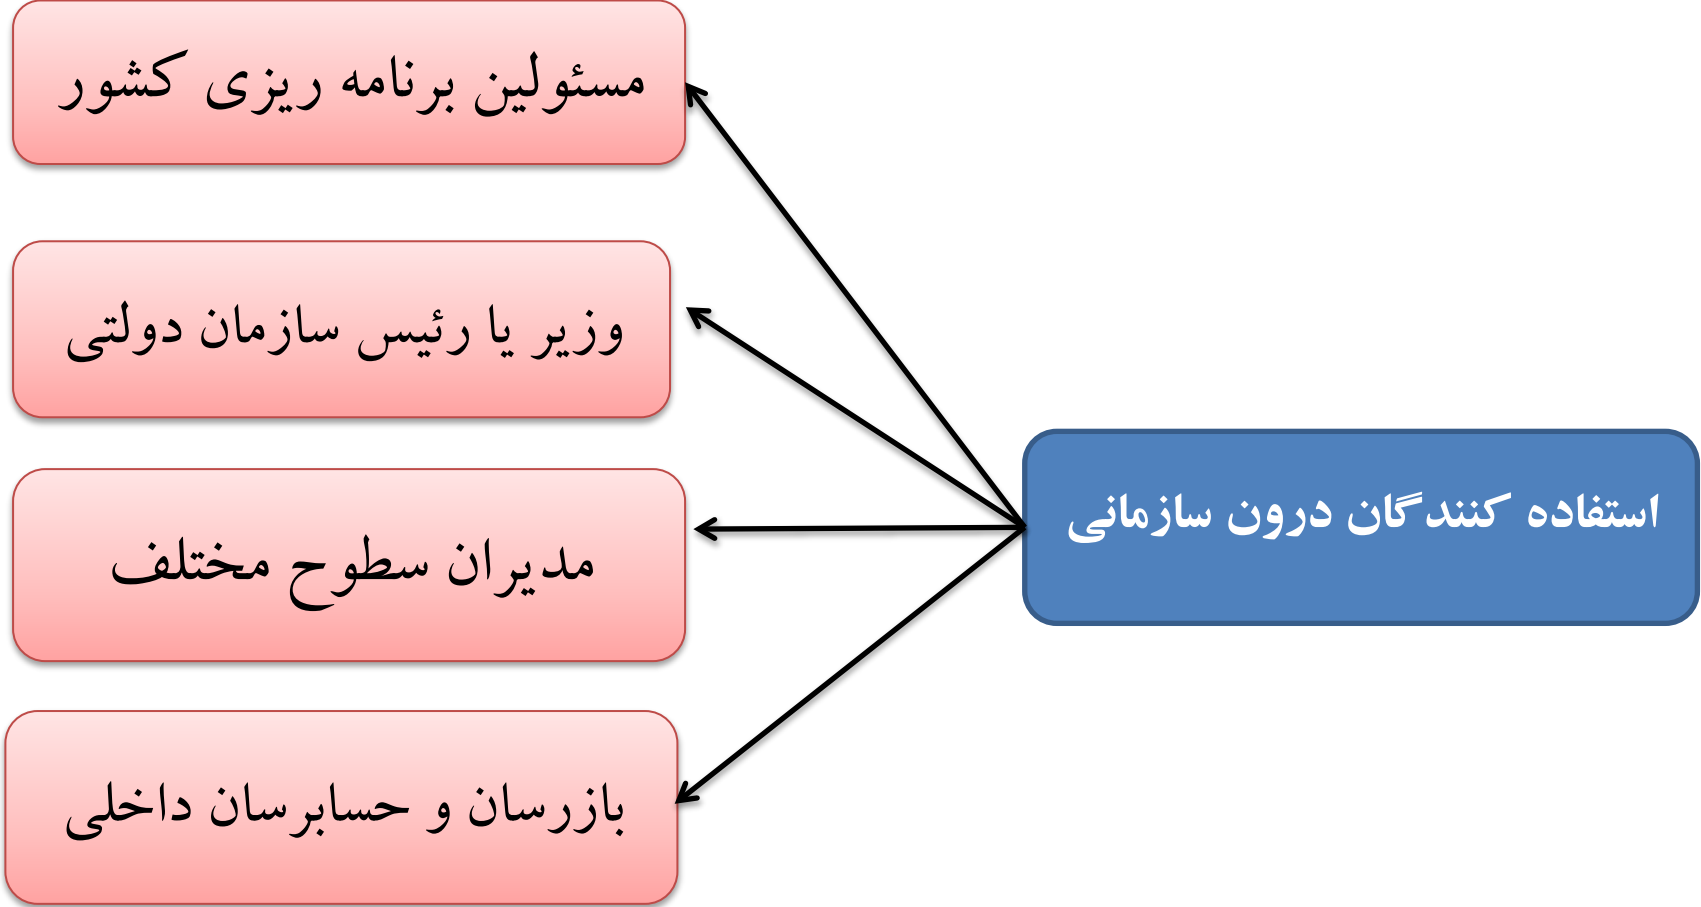 مسئولین برنامه ریزی کشور
وزیر یا رئیس سازمان دولتی
استفاده کنندگان درون سازمانی
مدیران سطوح مختلف
بازرسان و حسابرسان داخلی